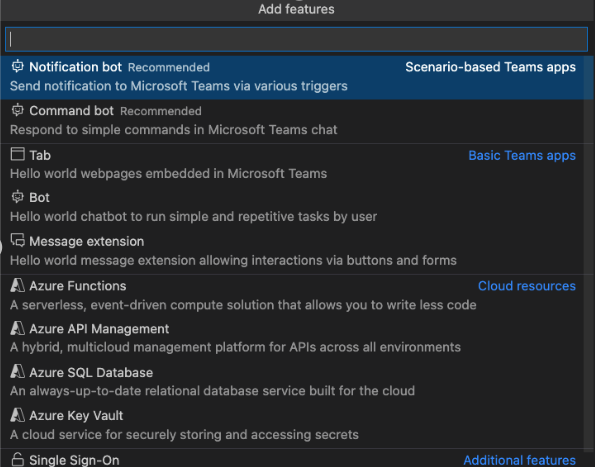 Add features
Notification bot Recommended Scenario-based Teams apps
Send notification to Microsoft Teams via various triggers
Command bot Recommended
Respond to simple commands in Microsoft Teams chat
Tab Basic Teams apps
Hello world webpages embedded in Microsoft Teams
Bot
Hello world chatbot to run simple and repetitive tasks by user
Message extension
Hello world message extension allowing interactions via buttons and forms
Azure Functions Cloud resources
A serverless, event-driven compute solution that allows you to write less code
Azure API Management
A hybrid, multicloud management platform for APIs across all environments
Azure SQL Database
An always-up-to-date relational database service built for the cloud
Azure Key Vault
A cloud service for securely storing and accessing secrets
Single Sign-On Additional features